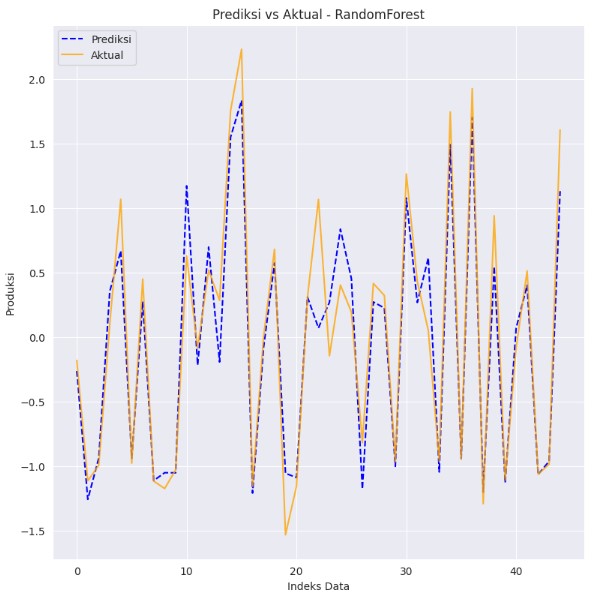 Prediksi vs Aktual - RandomForest
Prediksi
Aktual
2.0
1.5
1.0
0.5
0.0
−0.5
−1.0
−1.5
Produksi
0
10
20
30
40
Indeks Data